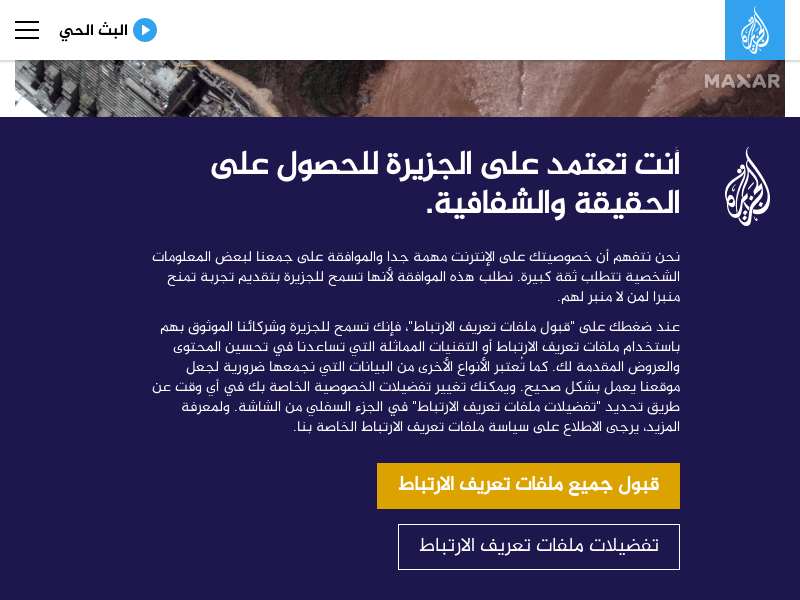 البث الحي
MAXAR
أنت تعتمد على الجزيرة للحصول على
الحقيقة والشفافية.
نحن نتفهم أن خصوصيتك على الإنترنت مهمة جدا والموافقة على جمعنا لبعض المعلومات
الشخصية تتطلب ثقة كبيرة. نطلب هذه الموافقة لأنها تسمح للجزيرة بتقديم تجربة تمنح
منبرا لمن لا منبر لهم.
عند ضغطك على "قبول ملفات تعريف الارتباط"، فإنك تسمح للجزيرة وشركائنا الموثوق بهم
باستخدام ملفات تعريف الارتباط أو التقنيات المماثلة التي تساعدنا في تحسين المحتوى
والعروض المقدمة لك. كما تُعتبر الأنواع الأخرى من البيانات التي نجمعها ضرورية لجعل
موقعنا يعمل بشكل صحيح. ويمكنك تغيير تفضيلات الخصوصية الخاصة بك في أي وقت عن
طريق تحديد "تفضيلات ملفات تعريف الارتباط" في الجزء السفلي من الشاشة. ولمعرفة
المزيد، يرجى الاطلاع على سياسة ملفات تعريف الارتباط الخاصة بنا.
قبول جميع ملفات تعريف الارتباط
تفضيلات ملفات تعريف الارتباط